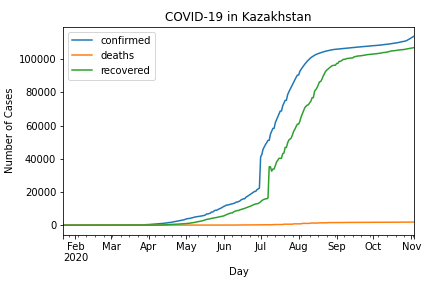 COVID-19 in Kazakhstan
confirmed
deaths
recovered
Number of Cases
100000
80000
60000
40000
20000
0
Feb Mar Apr May Jun Jul Aug Sep Oct Nov
2020
Day